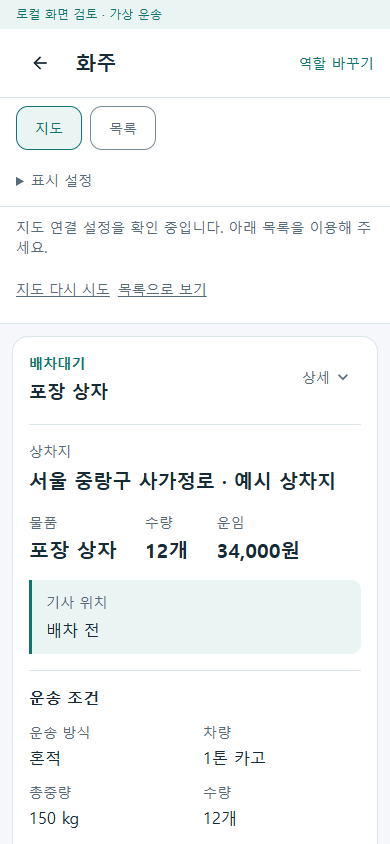 로컬 화면 검토 · 가상 운송
화주
역할 바꾸기
지도
목록
▶ 표시 설정
지도 연결 설정을 확인 중입니다. 아래 목록을 이용해 주
세요.
지도 다시 시도 목록으로 보기
배차대기
포장 상자
상세
상차지
서울 중랑구 사가정로 · 예시 상차지
물품 수량 운임
포장 상자 12개 34,000원
기사 위치
배차 전
운송 조건
운송 방식 차량
혼적 1톤 카고
총중량 수량
150 kg 12개